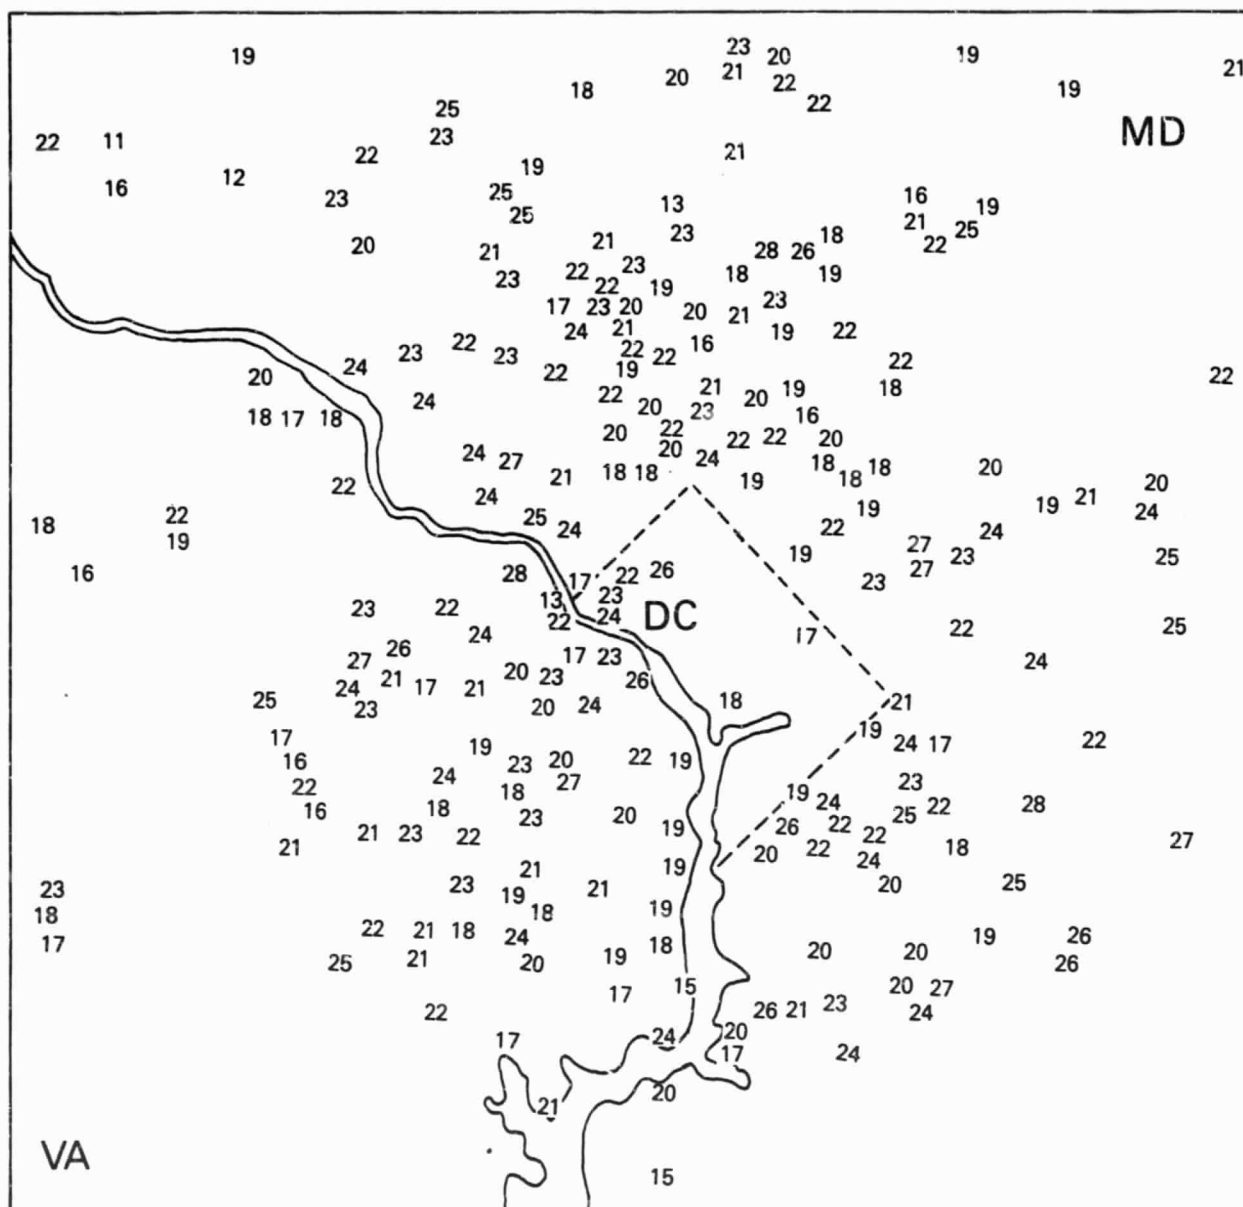 19 23 20 19 21
18 20 21 22 19
25 22
22 11 23 MD
22 21
16 12 19
23 25 13 16 19
25 23 21 25
20 21 21 28 26 18 22
23 22 23 18 19
22 19
17 23 20 20 21 23
24 21 19 22
22 23 23 22 22 16
20 24 22 19 22 22
24 22 21 19 18
18 17 18 20 23 20 16
20 22 22 22 20
24 27 20 24 18 18 20
22 24 21 18 18 19 18 20
18 22 25 24 19 19 21 24
19 22 24
16 28 17 22 26 19 27 23 25
13 23 23 27
23 22 22 24 DC
24 17 22 25
27 26 17 23 24
24 21 17 21 20 23 26
25 23 20 24 18 21
17 19 19 24 17 22
16 23 20 22 19
22 24 18 27 19 23
16 18 23 20 24 25 22 28
21 21 23 22 19 26 22 22 18 27
21 19 20 22 24
23 23 19 21 20 25
18 18 19
17 22 21 18 24 18 20 20 19 26
25 21 20 19 26
17 15 20 27
22 26 21 23 24
17 24 20
17 24
21 20
VA 15